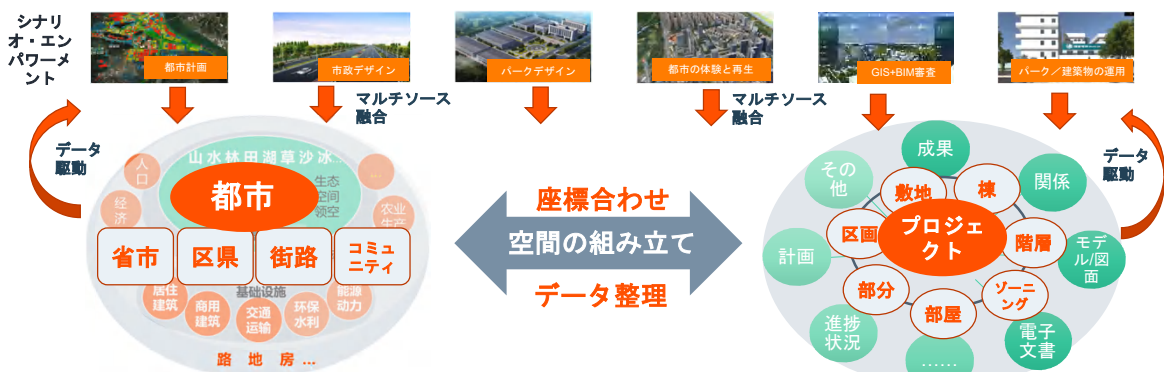 シナリ
オ・エン
パワーメ
ント
都市計画
市政デザイン
パークデザイン
都市の体験と再生
GIS+BIM審査
パーク／建築物の運用
マルチソース
融合
マルチソース
融合
データ
駆動
データ
駆動
山水林田湖草沙冰...
人
口
...
经
济
生态
空间
领空
农业
生产
都市
省市
区県
街路
コミュ
ニティ
居住
建筑
商用
建筑
基础设施
交通
运输
环保
水利
能源
动力
路 地 房 ...
座標合わせ
空間の組み立て
データ整理
成果
その
他
関係
計画
モデ
ル/図
面
進捗
状況
電子
文書
......
敷地
棟
区画
階層
部分
ゾーニ
ング
部屋
プロジェ
クト